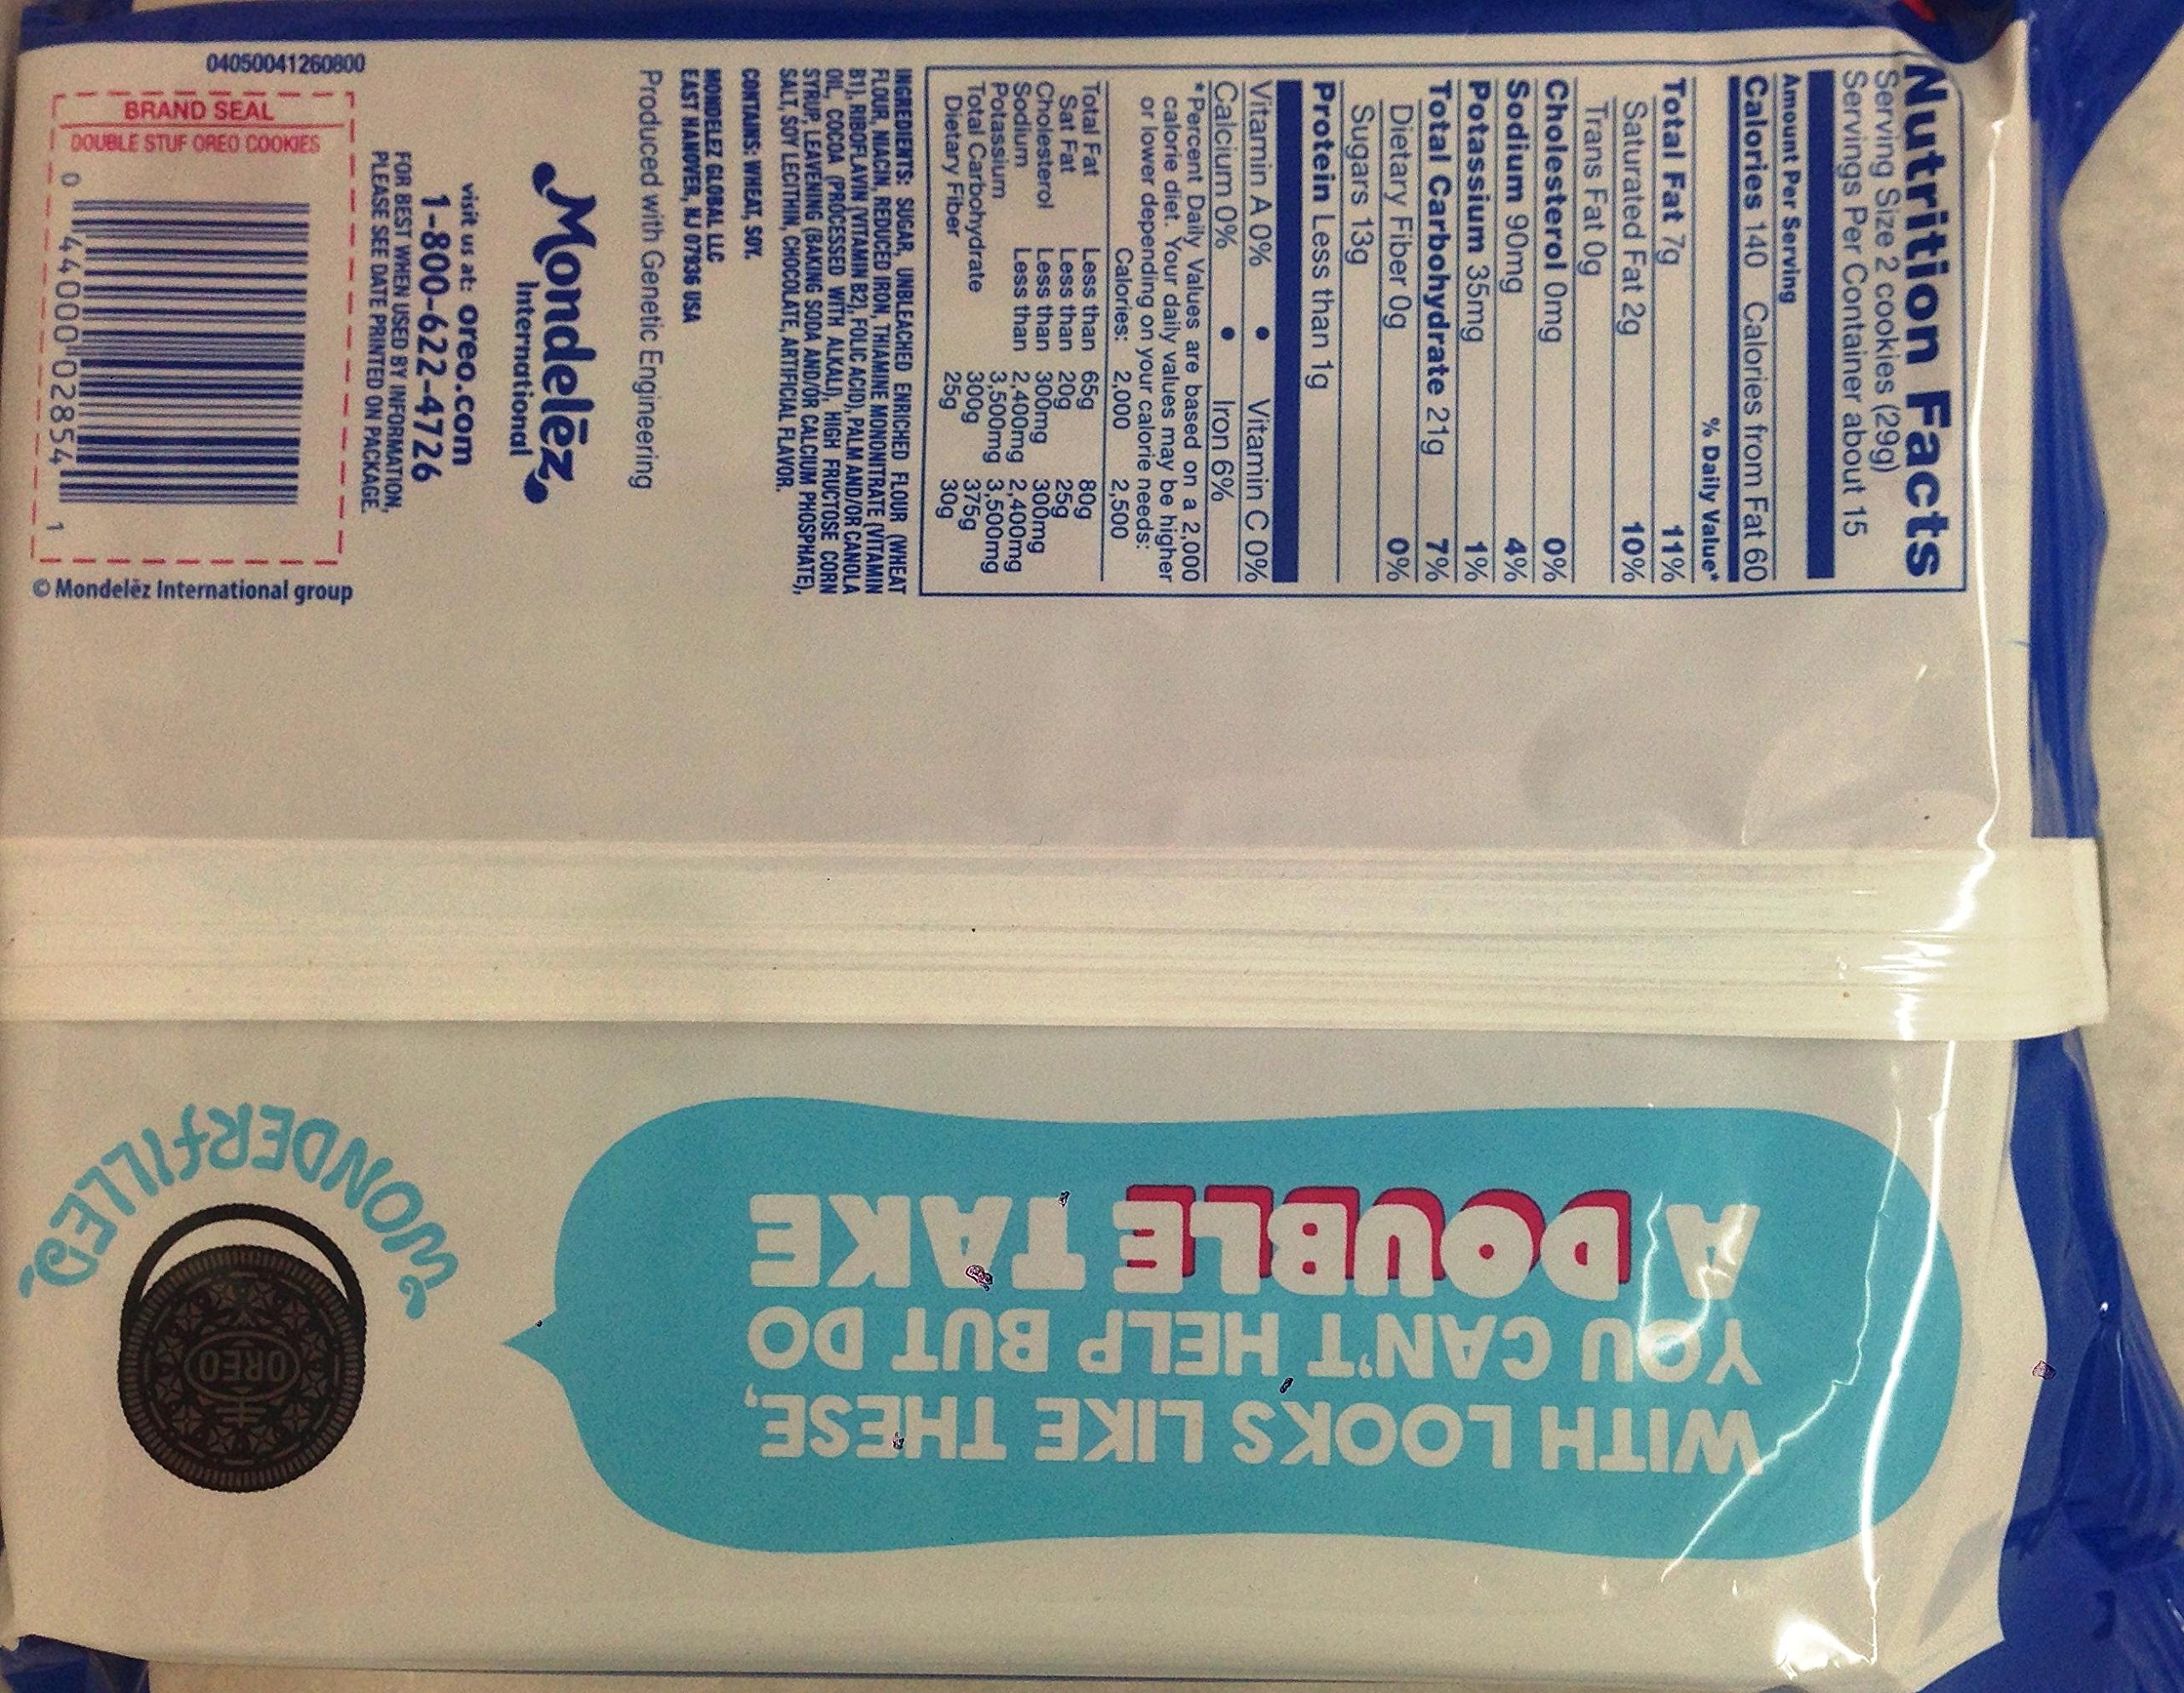 Nutrition Facts
Serving Size 2 cookies (29g)
Servings Per Container about 15
Amount Per Serving
Calories 140 Calories from Fat 60
% Daily Value*
Total Fat 7g 11%
Saturated Fat 2g 10%
Trans Fat 0g
Cholesterol 0mg 0%
Sodium 90mg 4%
Potassium 35mg 1%
Total Carbohydrate 21g 7%
Dietary Fiber 0g 0%
Sugars 13g
Protein Less than 1g
Vitamin A 0% • Vitamin C 0%
Calcium 0% • Iron 6%
*Percent Daily Values are based on a 2,000
calorie diet. Your daily values may be higher
or lower depending on your calorie needs:
Calories: 2,000 2,500
Total Fat Less than 65g 80g
Sat Fat Less than 20g 25g
Cholesterol Less than 300mg 300mg
Sodium Less than 2,400mg 2,400mg
Potassium 3,500mg 3,500mg
Total Carbohydrate 300g 375g
Dietary Fiber 25g 30g
INGREDIENTS: SUGAR, UNBLEACHED ENRICHED FLOUR (WHEAT
FLOUR, NIACIN, REDUCED IRON, THIAMINE MONONITRATE (VITAMIN
B1), RIBOFLAVIN (VITAMIN B2), FOLIC ACID), PALM AND/OR CANOLA
OIL, COCOA (PROCESSED WITH ALKALI), HIGH FRUCTOSE CORN
SYRUP, LEAVENING (BAKING SODA AND/OR CALCIUM PHOSPHATE),
SALT, SOY LECITHIN, CHOCOLATE, ARTIFICIAL FLAVOR.
CONTAINS: WHEAT, SOY.
MONDELEZ GLOBAL LLC
EAST HANOVER, NJ 07936 USA
Produced with Genetic Engineering
Mondelēz
International
visit us at: oreo.com
1-800-622-4726
FOR BEST WHEN USED BY INFORMATION,
PLEASE SEE DATE PRINTED ON PACKAGE.
04050041260800
BRAND SEAL
DOUBLE STUF OREO COOKIES
0 44000 02854 1
© Mondelēz International group
WITH LOOKS LIKE THESE,
YOU CAN'T HELP BUT DO
A DOUBLE TAKE
OREO
WONDERFILLED